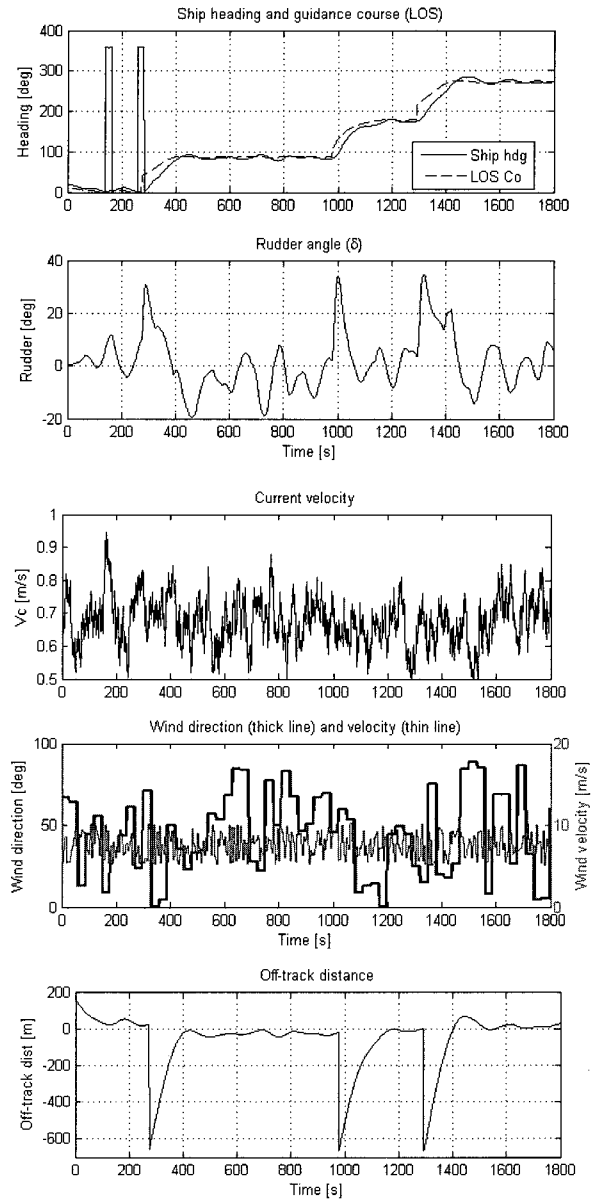 Ship heading and guidance course (LOS)
400
300
200
100
0
Heading [deg]
Ship hdg
LOS Co
0 200 400 600 800 1000 1200 1400 1600 1800
Rudder angle (δ)
40
20
0
-20
Rudder [deg]
0 200 400 600 800 1000 1200 1400 1600 1800
Time [s]
Current velocity
1
0.9
0.8
0.7
0.6
0.5
Vc [m/s]
0 200 400 600 800 1000 1200 1400 1600 1800
Wind direction (thick line) and velocity (thin line)
100
50
0
Wind direction [deg]
20
10
0
Wind velocity [m/s]
0 200 400 600 800 1000 1200 1400 1600 1800
Time [s]
Off-track distance
200
0
-200
-400
-600
Off-track dist [m]
0 200 400 600 800 1000 1200 1400 1600 1800
Time [s]